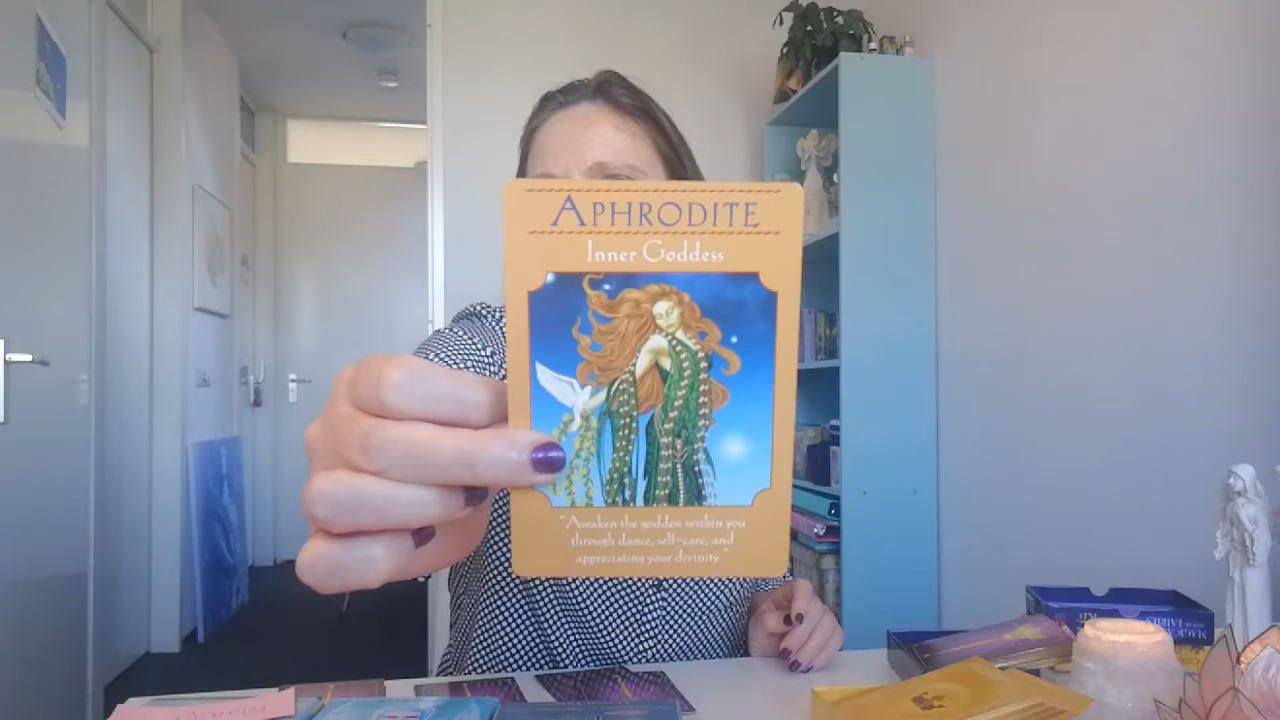 APHRODITE
Inner Goddess
"Awaken the goddess within you
through dance, self-care, and
appreciating your divinity"